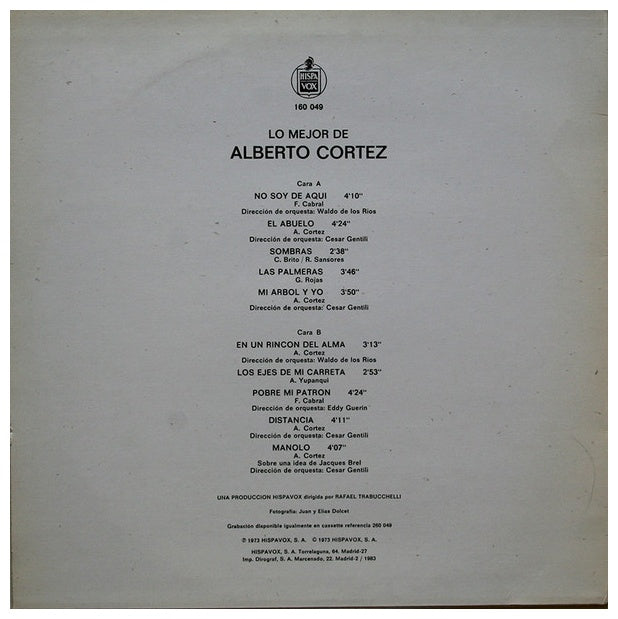 HISPA
VOX
160 049
LO MEJOR DE
ALBERTO CORTEZ
Cara A
NO SOY DE AQUI 4'10"
F. Cabral
Dirección de orquesta: Waldo de los Rios
EL ABUELO 4'24"
A. Cortez
Dirección de orquesta: Cesar Gentili
SOMBRAS 2'38"
C. Brito / R. Sansores
LAS PALMERAS 3'46"
G. Rojas
MI ARBOL Y YO 3'50"
A. Cortez
Dirección de orquesta: Cesar Gentili
Cara B
EN UN RINCON DEL ALMA 3'13"
A. Cortez
Dirección de orquesta: Waldo de los Rios
LOS EJES DE MI CARRETA 2'53"
A. Yupanqui
POBRE MI PATRON 4'24"
F. Cabral
Dirección de orquesta: Eddy Guerin
DISTANCIA 4'11"
A. Cortez
Dirección de orquesta: Cesar Gentili
MANOLO 4'07"
A. Cortez
Sobre una idea de Jacques Brel
Dirección de orquesta: Cesar Gentili
UNA PRODUCCION HISPAVOX dirigida por RAFAEL TRABUCCHELLI
Fotografía: Juan y Elías Dolcet
Grabación disponible igualmente en cassette referencia 260 049
℗ 1973 HISPAVOX, S. A. © 1973 HISPAVOX, S. A.
HISPAVOX, S. A. Torrelaguna, 64. Madrid-27
Imp. Otrograf, S. A. Marcenado, 22. Madrid-2 / 1983